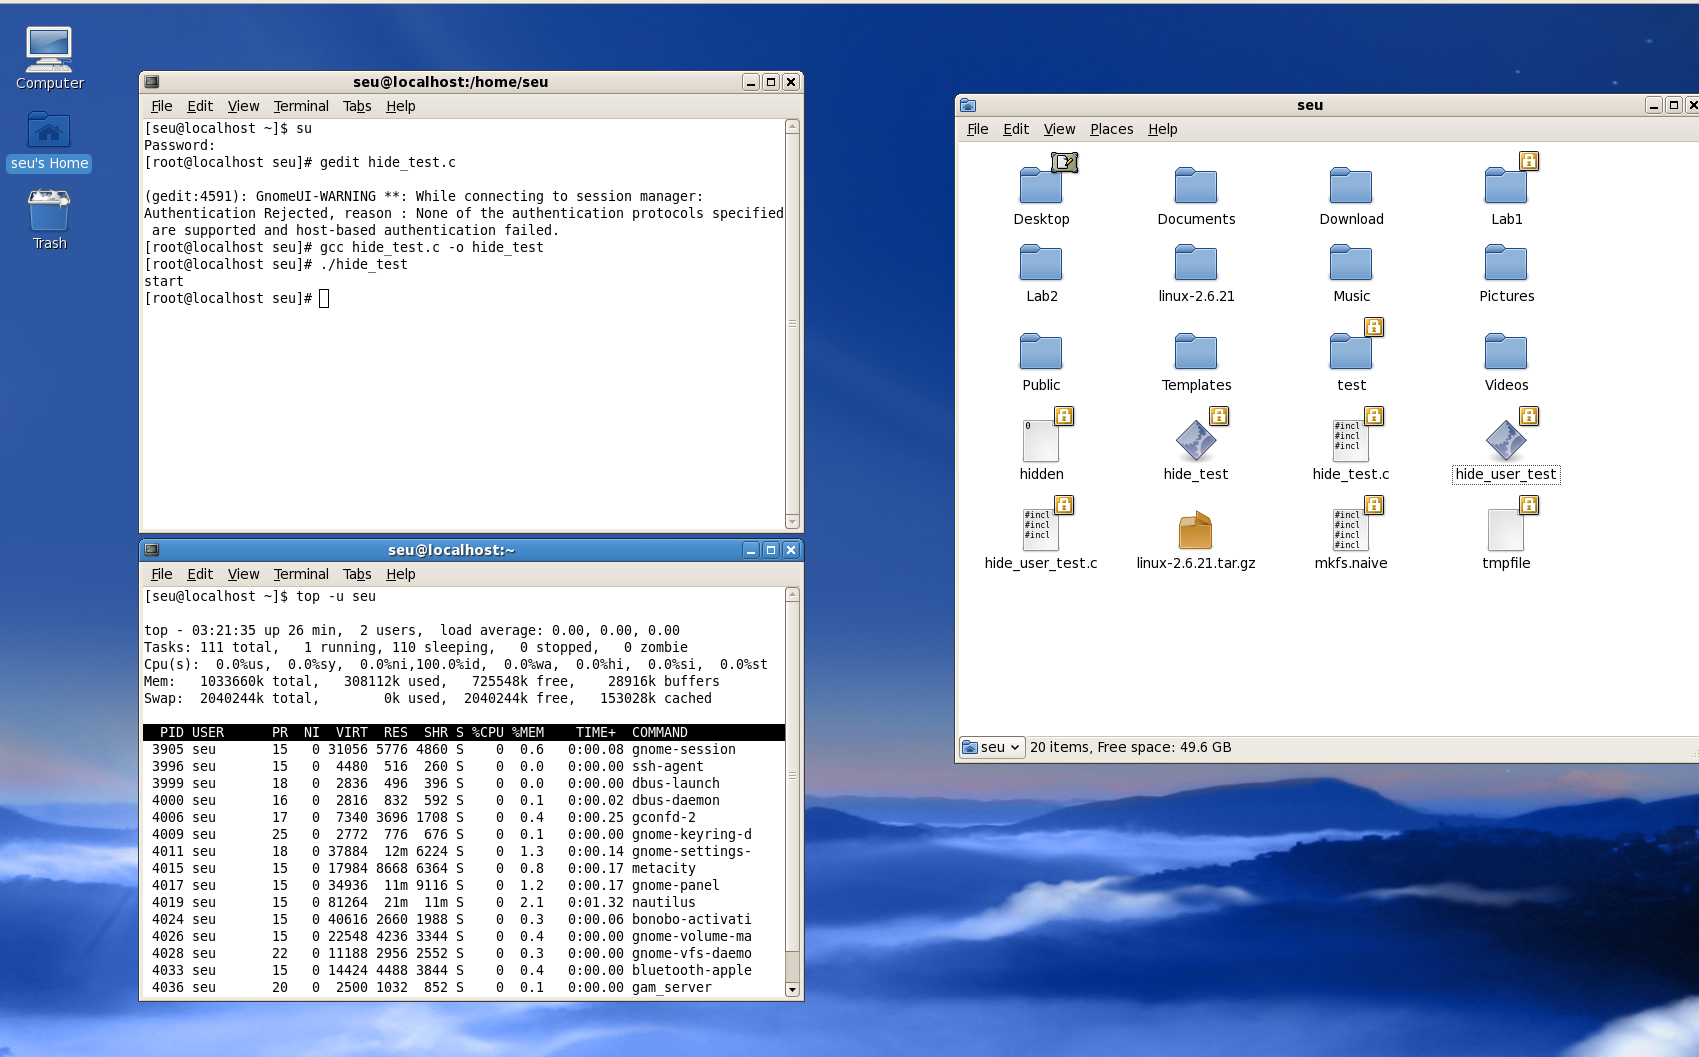 Computer
seu's Home
Trash
seu@localhost:/home/seu
File Edit View Terminal Tabs Help
[seu@localhost ~]$ su
Password:
[root@localhost seu]# gedit hide_test.c
(gedit:4591): GnomeUI-WARNING **: While connecting to session manager:
Authentication Rejected, reason : None of the authentication protocols specified
are supported and host-based authentication failed.
[root@localhost seu]# gcc hide_test.c -o hide_test
[root@localhost seu]# ./hide_test
start
[root@localhost seu]#
seu@localhost:~
File Edit View Terminal Tabs Help
[seu@localhost ~]$ top -u seu
top - 03:21:35 up 26 min,  2 users,  load average: 0.00, 0.00, 0.00
Tasks: 111 total,   1 running, 110 sleeping,   0 stopped,   0 zombie
Cpu(s):  0.0%us,  0.0%sy,  0.0%ni,100.0%id,  0.0%wa,  0.0%hi,  0.0%si,  0.0%st
Mem:   1033660k total,   308112k used,   725548k free,    28916k buffers
Swap:  2040244k total,        0k used,  2040244k free,   153028k cached
PID USER      PR  NI  VIRT  RES  SHR S %CPU %MEM    TIME+  COMMAND
3905 seu       15   0 31056 5776 4860 S    0  0.6   0:00.08 gnome-session
3996 seu       15   0  4480  516  260 S    0  0.0   0:00.00 ssh-agent
3999 seu       18   0  2836  496  396 S    0  0.0   0:00.00 dbus-launch
4000 seu       16   0  2816  832  592 S    0  0.1   0:00.02 dbus-daemon
4006 seu       17   0  7340 3696 1708 S    0  0.4   0:00.25 gconfd-2
4009 seu       25   0  2772  776  676 S    0  0.1   0:00.00 gnome-keyring-d
4011 seu       18   0 37884  12m 6224 S    0  1.3   0:00.14 gnome-settings-
4015 seu       15   0 17984 8668 6364 S    0  0.8   0:00.17 metacity
4017 seu       15   0 34936  11m 9116 S    0  1.2   0:00.17 gnome-panel
4019 seu       15   0 81264  21m  11m S    0  2.1   0:01.32 nautilus
4024 seu       15   0 40616 2660 1988 S    0  0.3   0:00.06 bonobo-activati
4026 seu       15   0 22548 4236 3344 S    0  0.4   0:00.00 gnome-volume-ma
4028 seu       22   0 11188 2956 2552 S    0  0.3   0:00.00 gnome-vfs-daemo
4033 seu       15   0 14424 4488 3844 S    0  0.4   0:00.00 bluetooth-apple
4036 seu       20   0  2500 1032  852 S    0  0.1   0:00.00 gam_server
seu
File Edit View Places Help
Desktop Documents Download Lab1
Lab2 linux-2.6.21 Music Pictures
Public Templates test Videos
0 #incl
#incl
#incl
hidden hide_test hide_test.c hide_user_test
#incl #incl
#incl #incl
#incl #incl
#incl
hide_user_test.c linux-2.6.21.tar.gz mkfs.naive tmpfile
seu 20 items, Free space: 49.6 GB